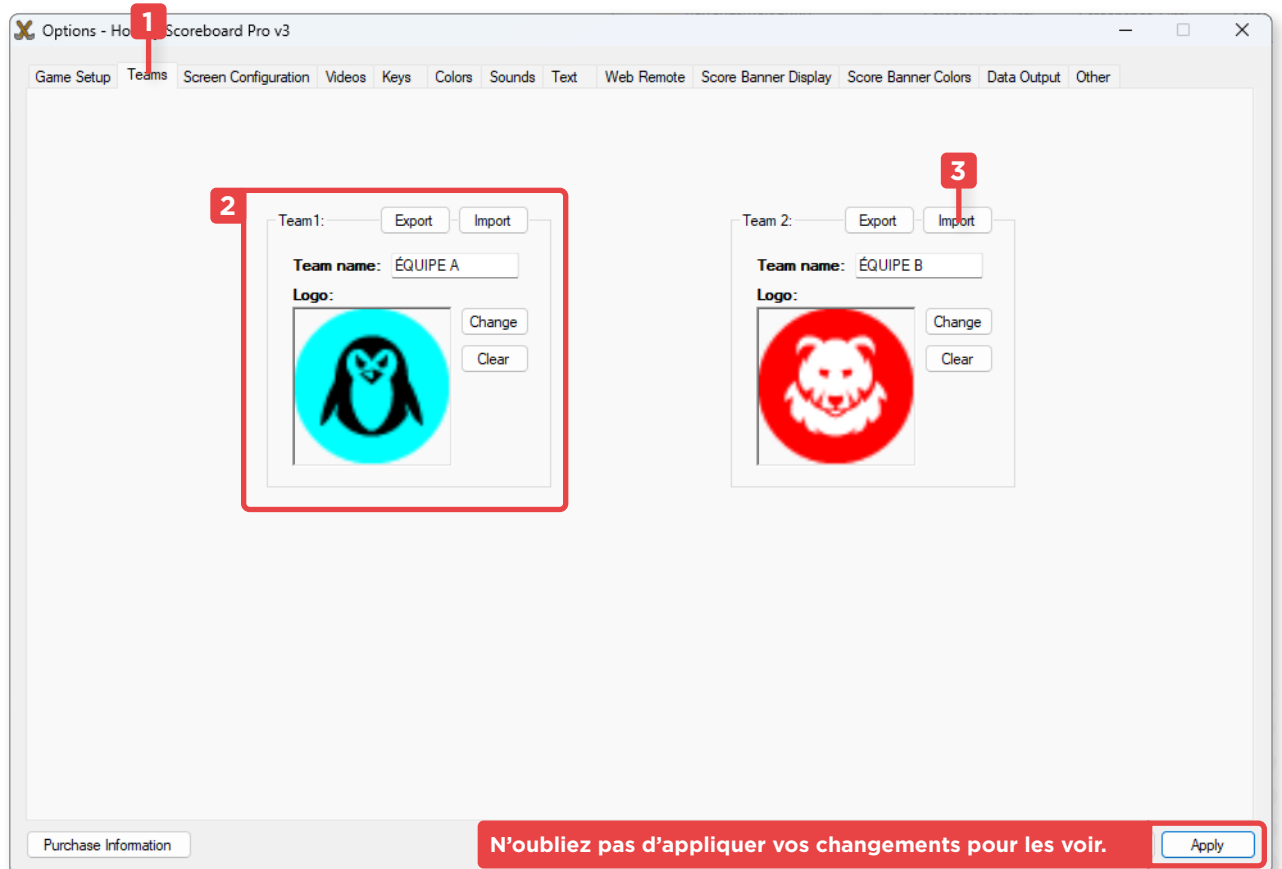 1
Options - Ho Scoreboard Pro v3
Game Setup Teams Screen Configuration Videos Keys Colors Sounds Text Web Remote Score Banner Display Score Banner Colors Data Output Other
3
2
Team1: Export Import
Team 2: Export Import
Team name: ÉQUIPE A
Team name: ÉQUIPE B
Logo:
Logo:
Change
Change
Clear
Clear
Purchase Information
N'oubliez pas d'appliquer vos changements pour les voir.
Apply